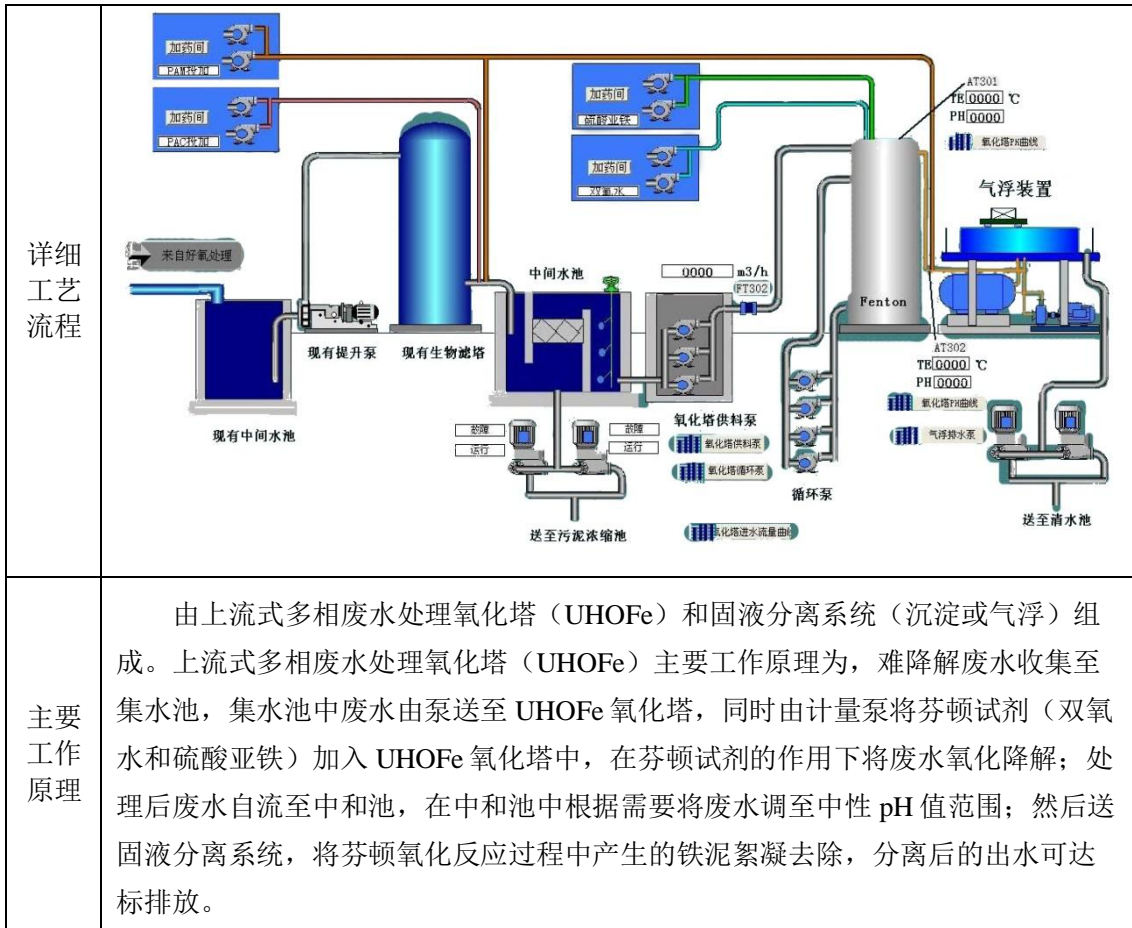 详细
工艺
流程
加药间
PAM投加
加药间
PAC投加
加药间
硫酸亚铁
加药间
双氧水
AT301
TE 0000 ℃
PH 0000
氧化塔PH曲线
气浮装置
来自好氧处理
中间水池
0000 m3/h
FT302
Fenton
现有提升泵
现有生物滤塔
AT302
TE 0000 ℃
PH 0000
氧化塔PH曲线
现有中间水池
氧化塔供料泵
故障
故障
运行
运行
氧化塔供料泵
气浮排水泵
氧化塔循环泵
循环泵
送至污泥浓缩池
氧化塔进水流量曲
送至清水池
主要
工作
原理
由上流式多相废水处理氧化塔（UHOFe）和固液分离系统（沉淀或气浮）组
成。上流式多相废水处理氧化塔（UHOFe）主要工作原理为，难降解废水收集至
集水池，集水池中废水由泵送至 UHOFe 氧化塔，同时由计量泵将芬顿试剂（双氧
水和硫酸亚铁）加入 UHOFe 氧化塔中，在芬顿试剂的作用下将废水氧化降解；处
理后废水自流至中和池，在中和池中根据需要将废水调至中性 pH 值范围；然后送
固液分离系统，将芬顿氧化反应过程中产生的铁泥絮凝去除，分离后的出水可达
标排放。